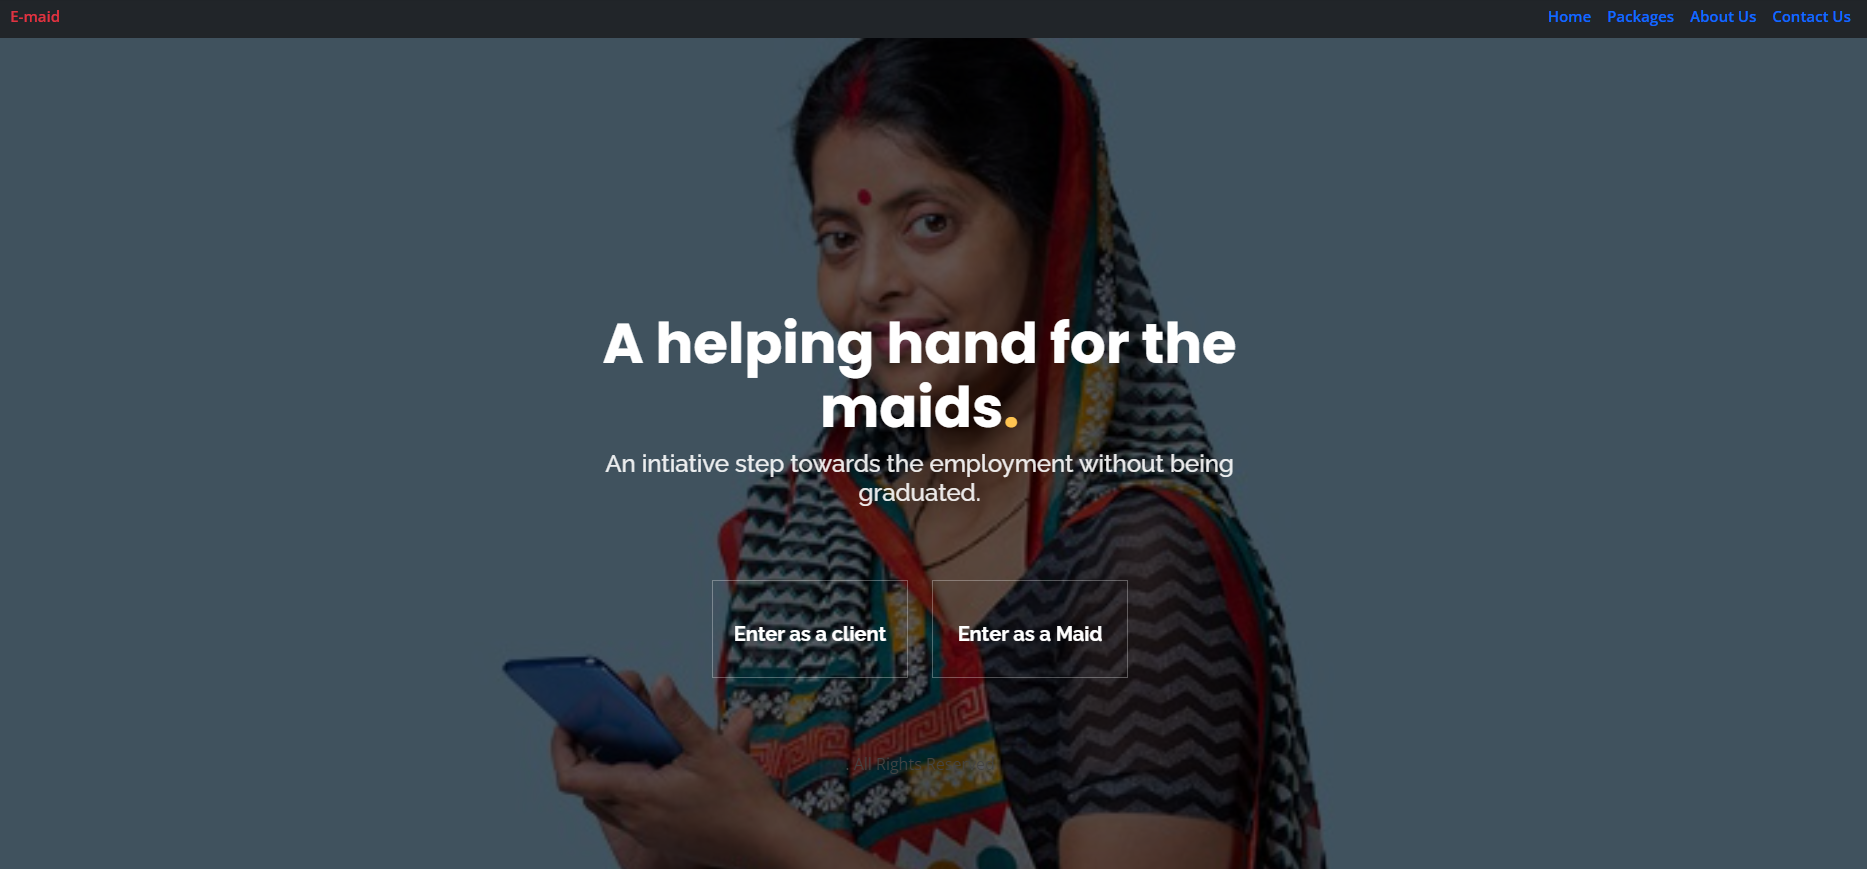 E-maid
Home Packages About Us Contact Us
A helping hand for the
maids.
An intiative step towards the employment without being
graduated.
Enter as a client
Enter as a Maid
. All Rights Reserved